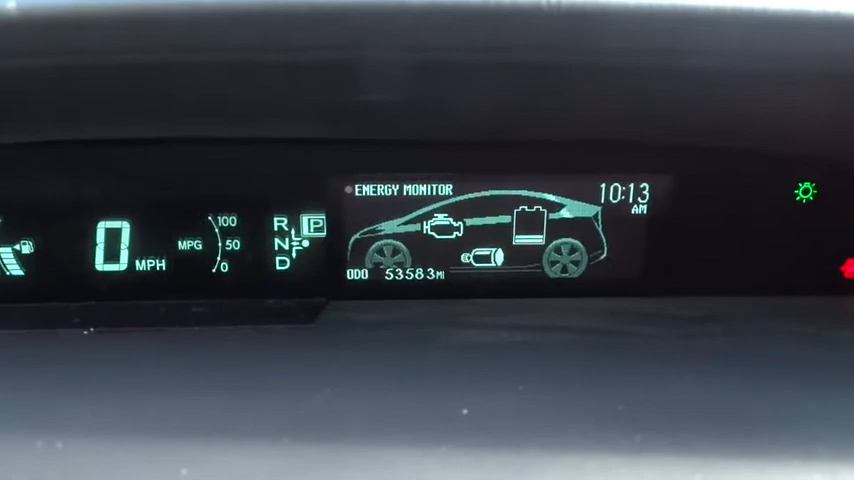 ENERGY MONITOR
10:13
AM
0 MPH
MPG
100
50
0
R
N
D
P
ODO 53583 MI